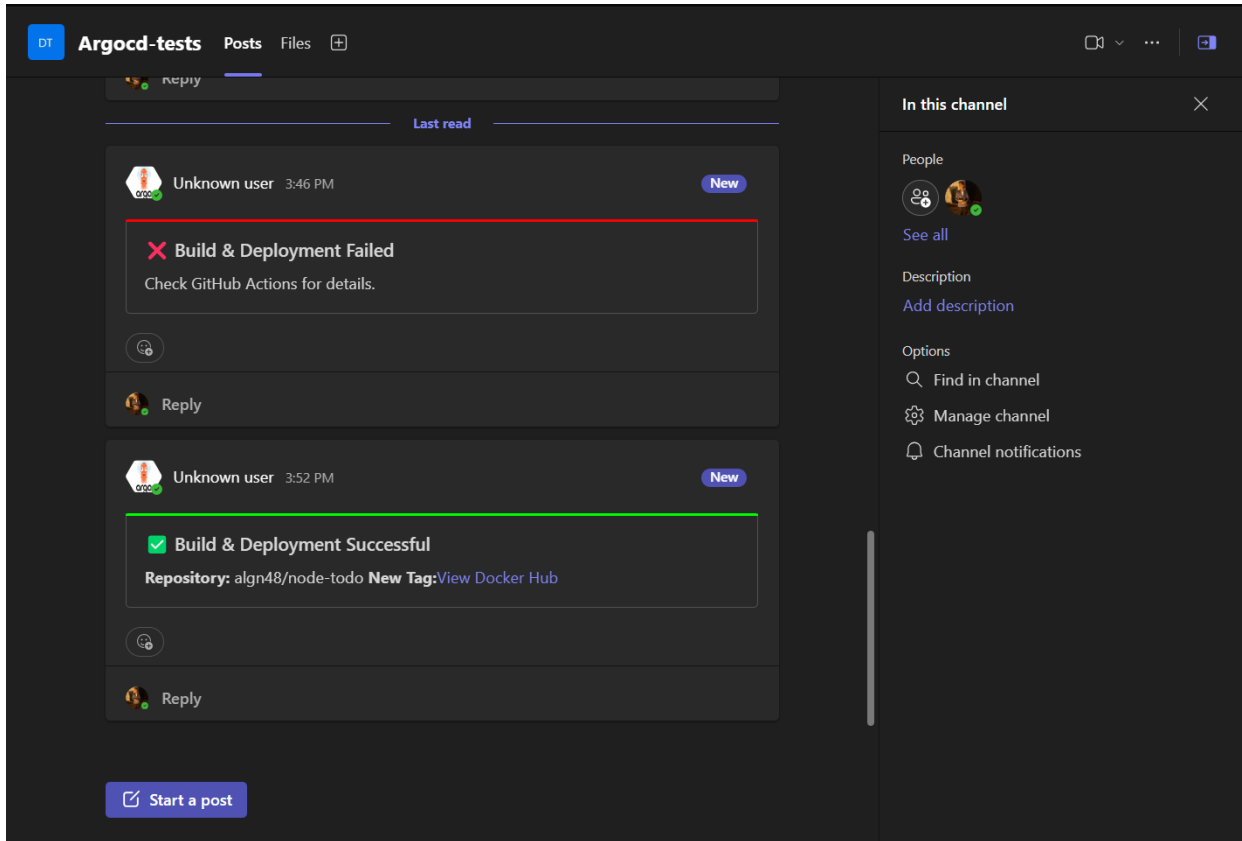 DT Argocd-tests Posts Files
Reply
Last read
Unknown user 3:46 PM New
❌ Build & Deployment Failed
Check GitHub Actions for details.
Reply
argo
Unknown user 3:52 PM New
✅ Build & Deployment Successful
Repository: algn48/node-todo New Tag:View Docker Hub
Reply
Start a post
In this channel
People
See all
Description
Add description
Options
Find in channel
Manage channel
Channel notifications